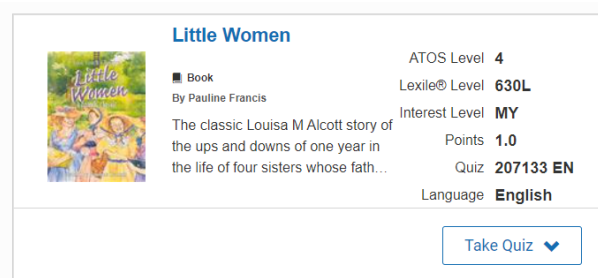 Little Women
Little
Women
Book
By Pauline Francis
The classic Louisa M Alcott story of
the ups and downs of one year in
the life of four sisters whose fath…
ATOS Level 4
Lexile® Level 630L
Interest Level MY
Points 1.0
Quiz 207133 EN
Language English
Take Quiz